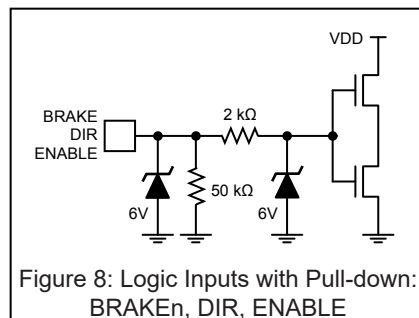 VDD
BRAKE
DIR
ENABLE
2 kΩ
6V
50 kΩ
6V
Figure 8: Logic Inputs with Pull-down:
BRAKEn, DIR, ENABLE